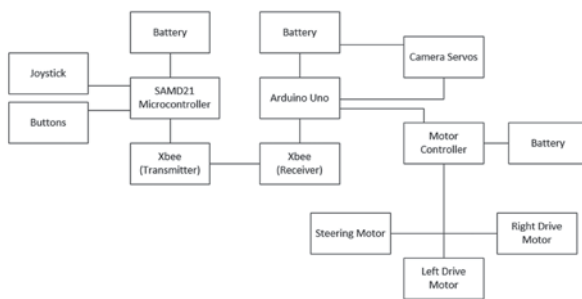 Battery
Battery
Camera Servos
Joystick
SAMD21
Microcontroller
Arduino Uno
Buttons
Xbee
(Transmitter)
Xbee
(Receiver)
Motor
Controller
Battery
Steering Motor
Right Drive
Motor
Left Drive
Motor